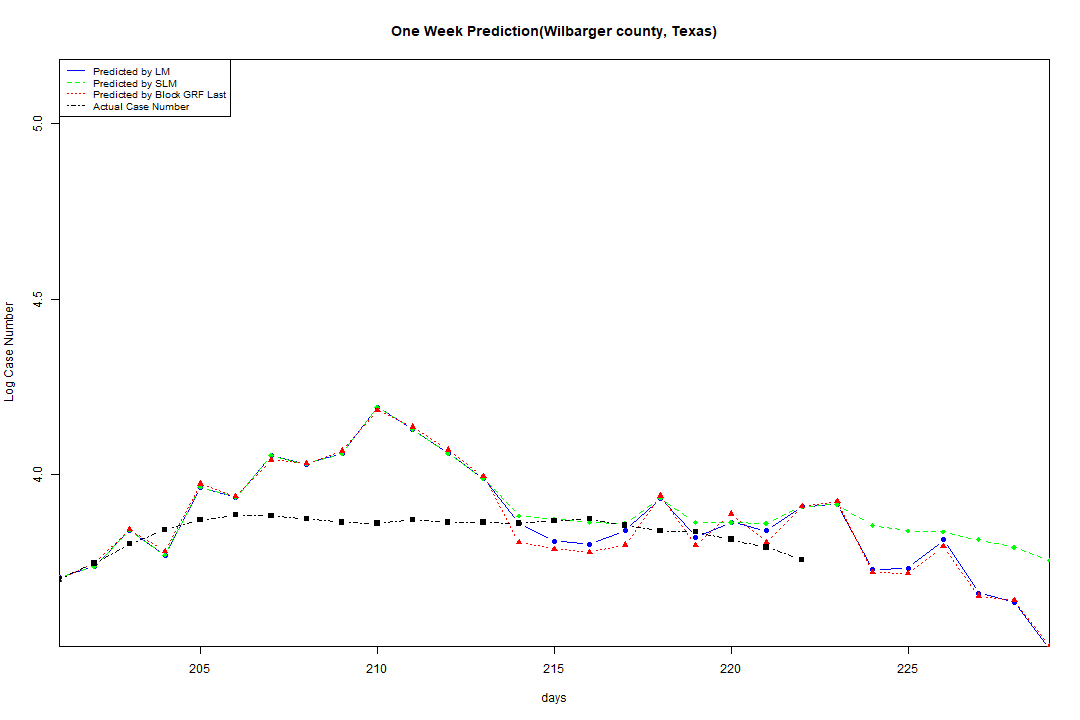 One Week Prediction(Wilbarger county, Texas)
Predicted by LM
Predicted by SLM
Predicted by Block GRF Last
Actual Case Number
5.0
4.5
4.0
Log Case Number
205 210 215 220 225
days